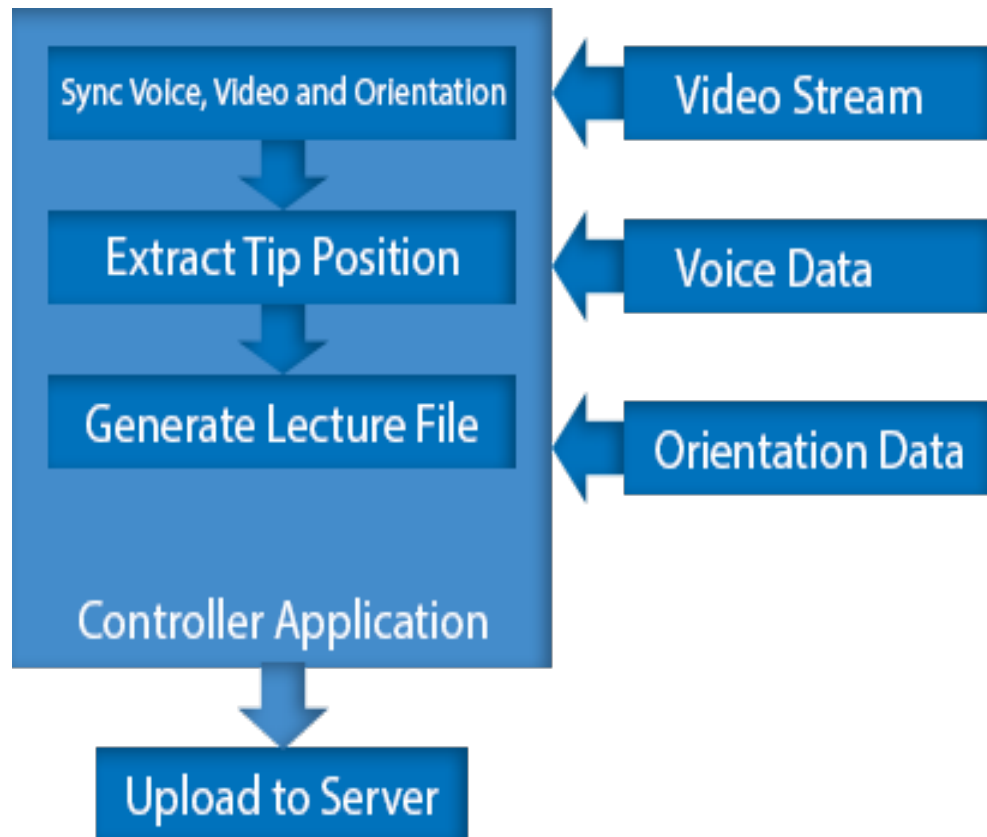 Sync Voice, Video and Orientation
Video Stream
Extract Tip Position
Voice Data
Generate Lecture File
Orientation Data
Controller Application
Upload to Server